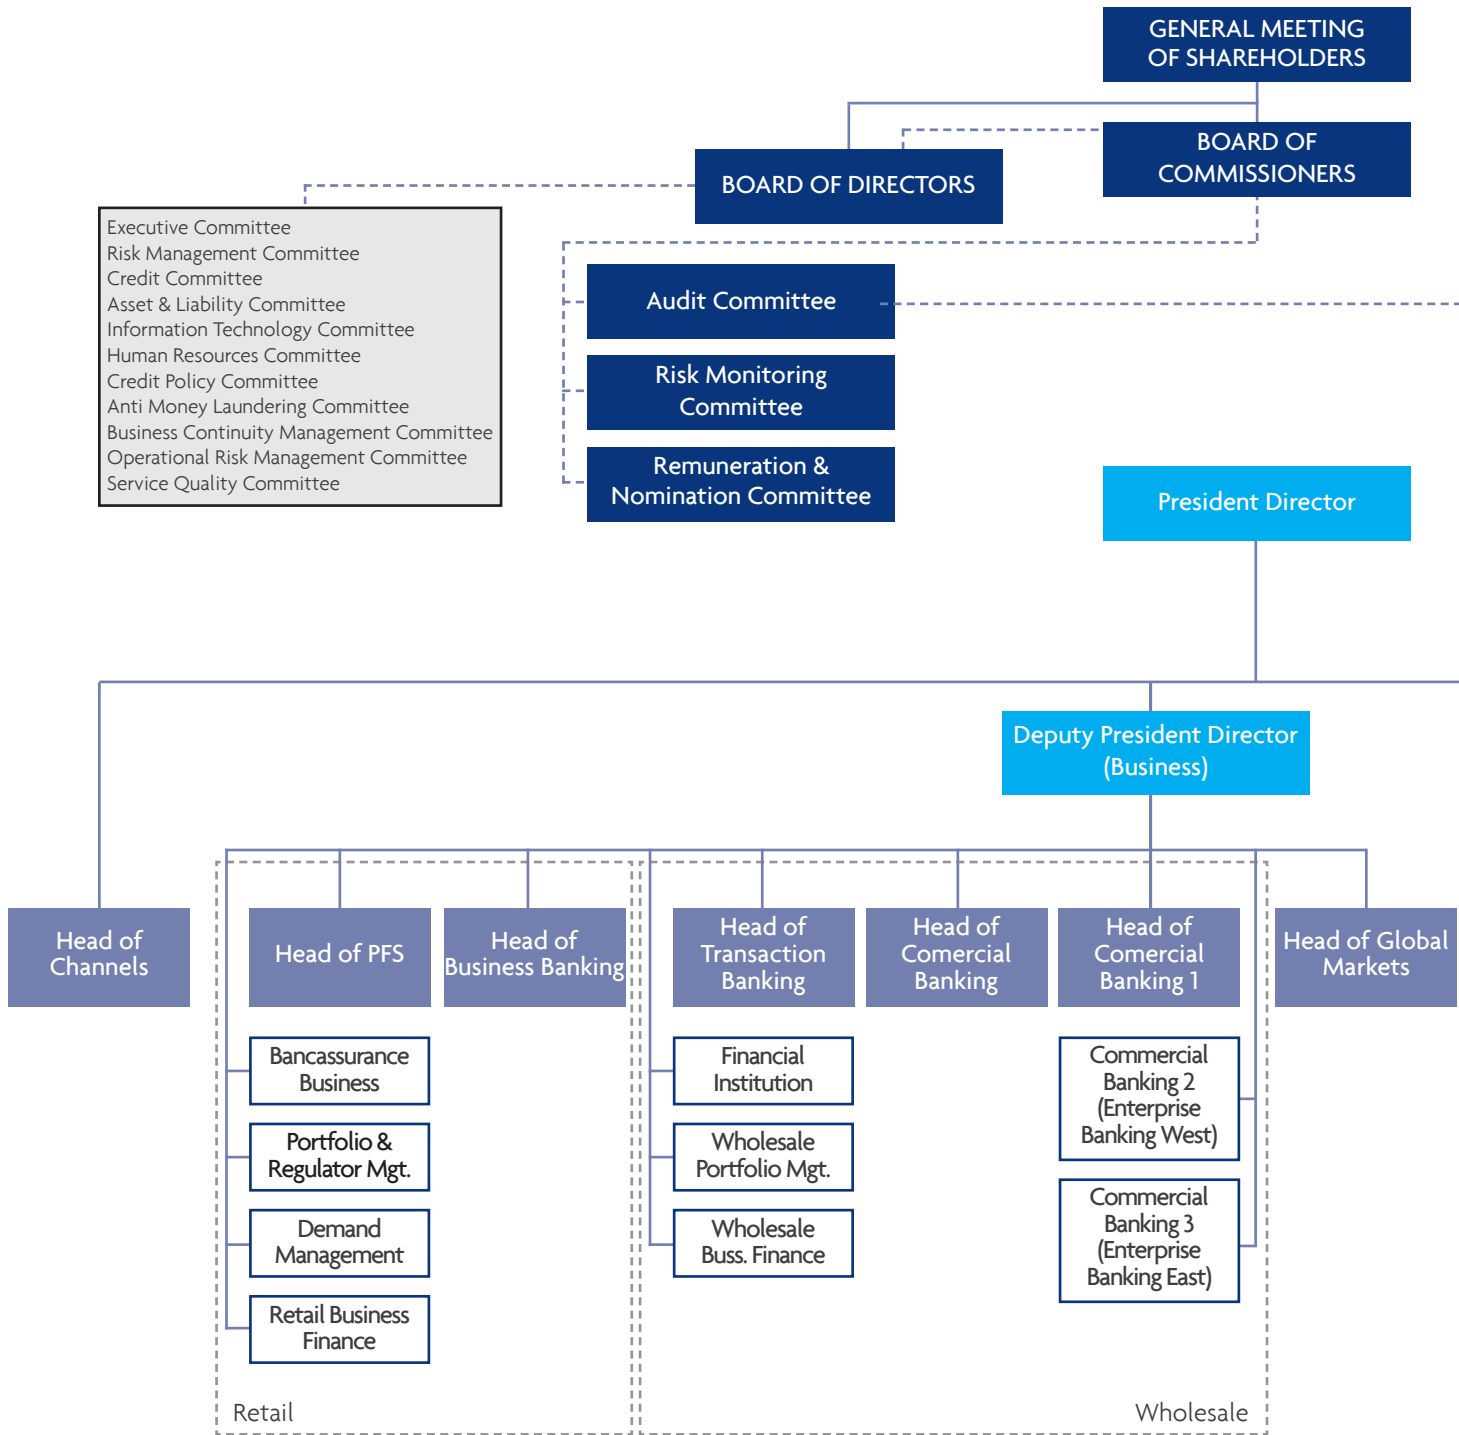 GENERAL MEETING
OF SHAREHOLDERS
BOARD OF
COMMISSIONERS
BOARD OF DIRECTORS
Executive Committee
Risk Management Committee
Credit Committee
Asset & Liability Committee
Information Technology Committee
Human Resources Committee
Credit Policy Committee
Anti Money Laundering Committee
Business Continuity Management Committee
Operational Risk Management Committee
Service Quality Committee
Audit Committee
Risk Monitoring
Committee
Remuneration &
Nomination Committee
President Director
Deputy President Director
(Business)
Head of
Channels
Head of PFS
Head of
Business Banking
Head of
Transaction
Banking
Head of
Comercial
Banking
Head of
Comercial
Banking 1
Head of Global
Markets
Bancassurance
Business
Portfolio &
Regulator Mgt.
Demand
Management
Retail Business
Finance
Financial
Institution
Wholesale
Portfolio Mgt.
Wholesale
Buss. Finance
Commercial
Banking 2
(Enterprise
Banking West)
Commercial
Banking 3
(Enterprise
Banking East)
Retail
Wholesale